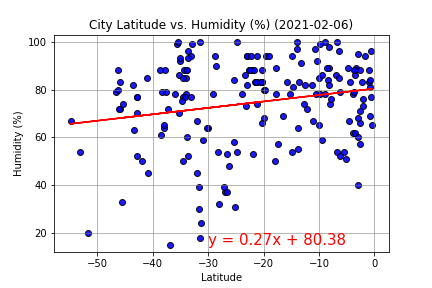 City Latitude vs. Humidity (%) (2021-02-06)
100
80
60
40
20
Humidity (%)
y = 0.27x + 80.38
−50
−40
−30
−20
−10
0
Latitude